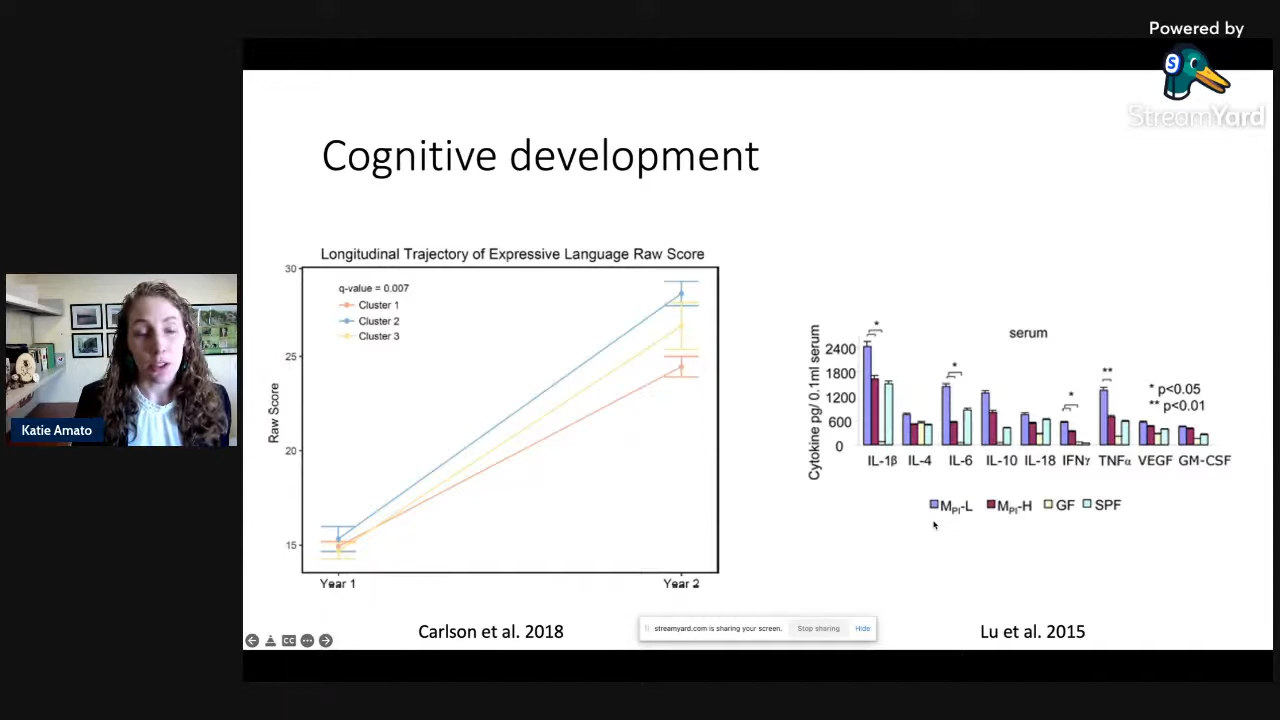 Powered by
S
StreamYard
Cognitive development
Longitudinal Trajectory of Expressive Language Raw Score
30
25
20
15
Raw Score
q-value = 0.007
Cluster 1
Cluster 2
Cluster 3
Year 1
Year 2
serum
Cytokine pg/ 0.1ml serum
2400
1800
1200
600
0
*
*
*
**
* p<0.05
** p<0.01
IL-1β IL-4 IL-6 IL-10 IL-18 IFNγ TNFα VEGF GM-CSF
MPI-L MPI-H GF SPF
Katie Amato
Carlson et al. 2018
Lu et al. 2015
streamyard.com is sharing your screen. Stop sharing Hide
CC